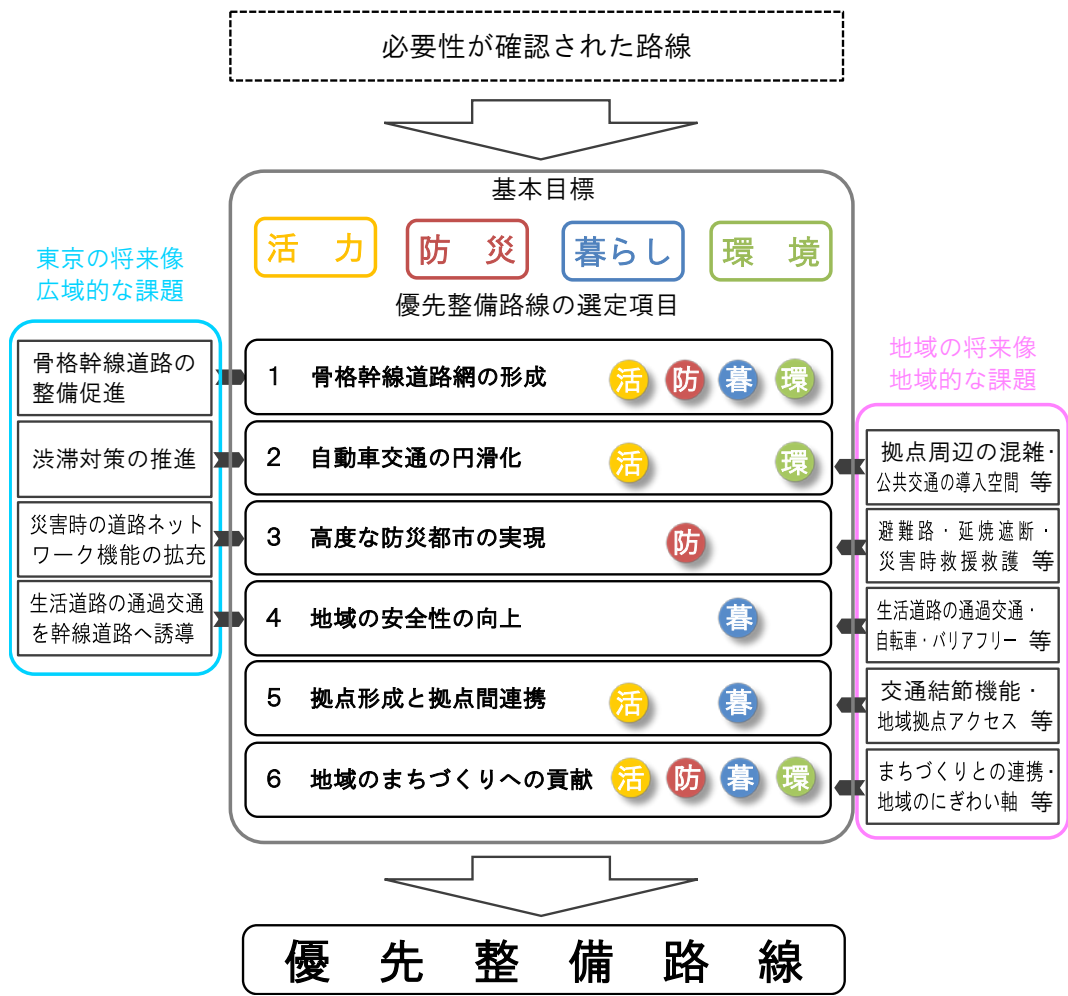 必要性が確認された路線
基本目標
活 力
防 災
暮らし
環 境
優先整備路線の選定項目
東京の将来像
広域的な課題
骨格幹線道路の
整備促進
渋滞対策の推進
災害時の道路ネット
ワーク機能の拡充
生活道路の通過交通
を幹線道路へ誘導
1 骨格幹線道路網の形成 活 防 暮 環
2 自動車交通の円滑化 活 環
3 高度な防災都市の実現 防
4 地域の安全性の向上 暮
5 拠点形成と拠点間連携 活 暮
6 地域のまちづくりへの貢献 活 防 暮 環
地域の将来像
地域的な課題
拠点周辺の混雑・
公共交通の導入空間 等
避難路・延焼遮断・
災害時救援救護 等
生活道路の通過交通・
自転車・バリアフリー 等
交通結節機能・
地域拠点アクセス 等
まちづくりとの連携・
地域のにぎわい軸 等
優先整備路線